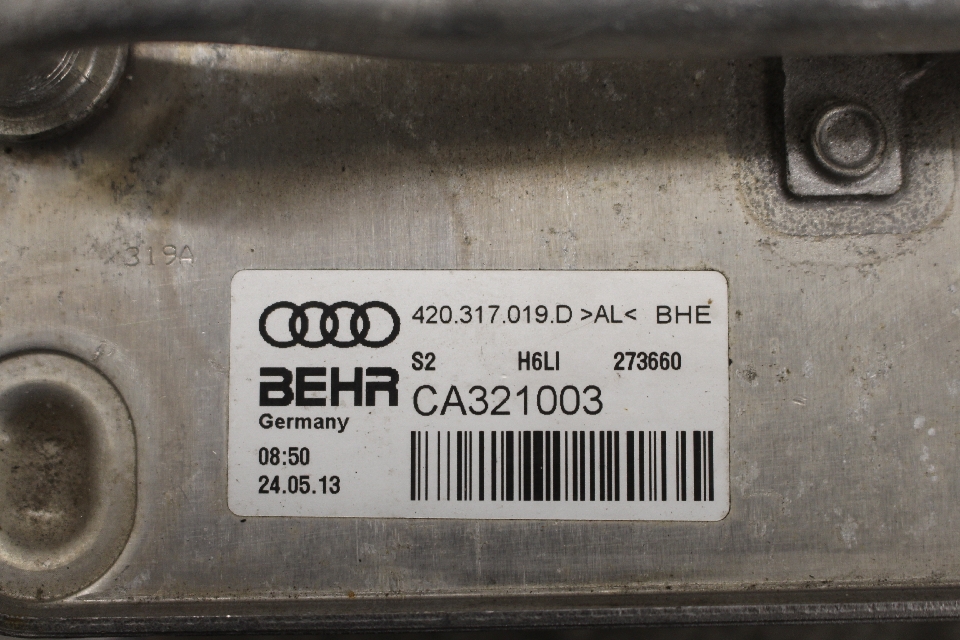 319A
420.317.019.D >AL< BHE
S2 H6LI 273660
BEHR CA321003
Germany
08:50
24.05.13